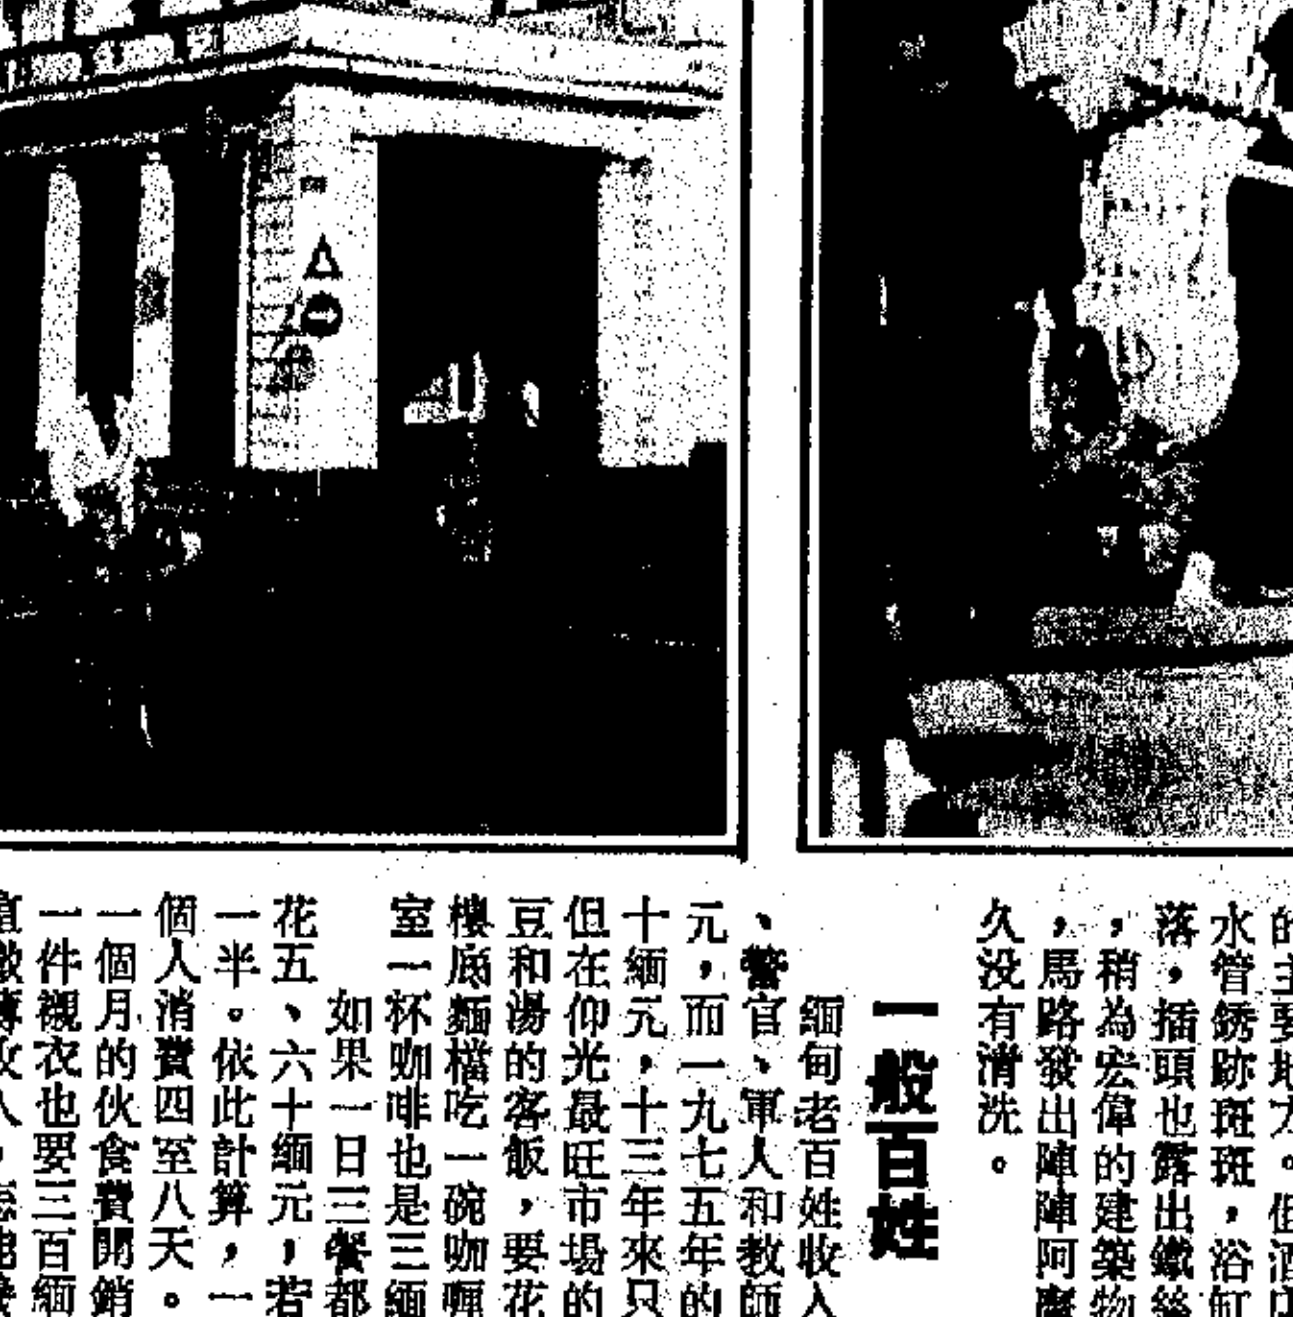 的主要地方。但酒店
水管銹跡斑斑，浴缸
落，插頭也露出鐵絲
，稍為宏偉的建築物
，馬路發出陣陣阿摩
久没有清洗。
一般百姓
緬甸老百姓收入
、警官、軍人和教師
元，而一九七五年的
十緬元，十三年來只
但在仰光最旺市場的
豆和湯的客飯，要花
樓底麵檔吃一碗咖喱
室一杯咖啡也是三緬
如果一日三餐都
花五、六十緬元，若
一半。依此計算，一
個人消費四至八天。
一個月的伙食費開銷
一件襯衣也要三百緬